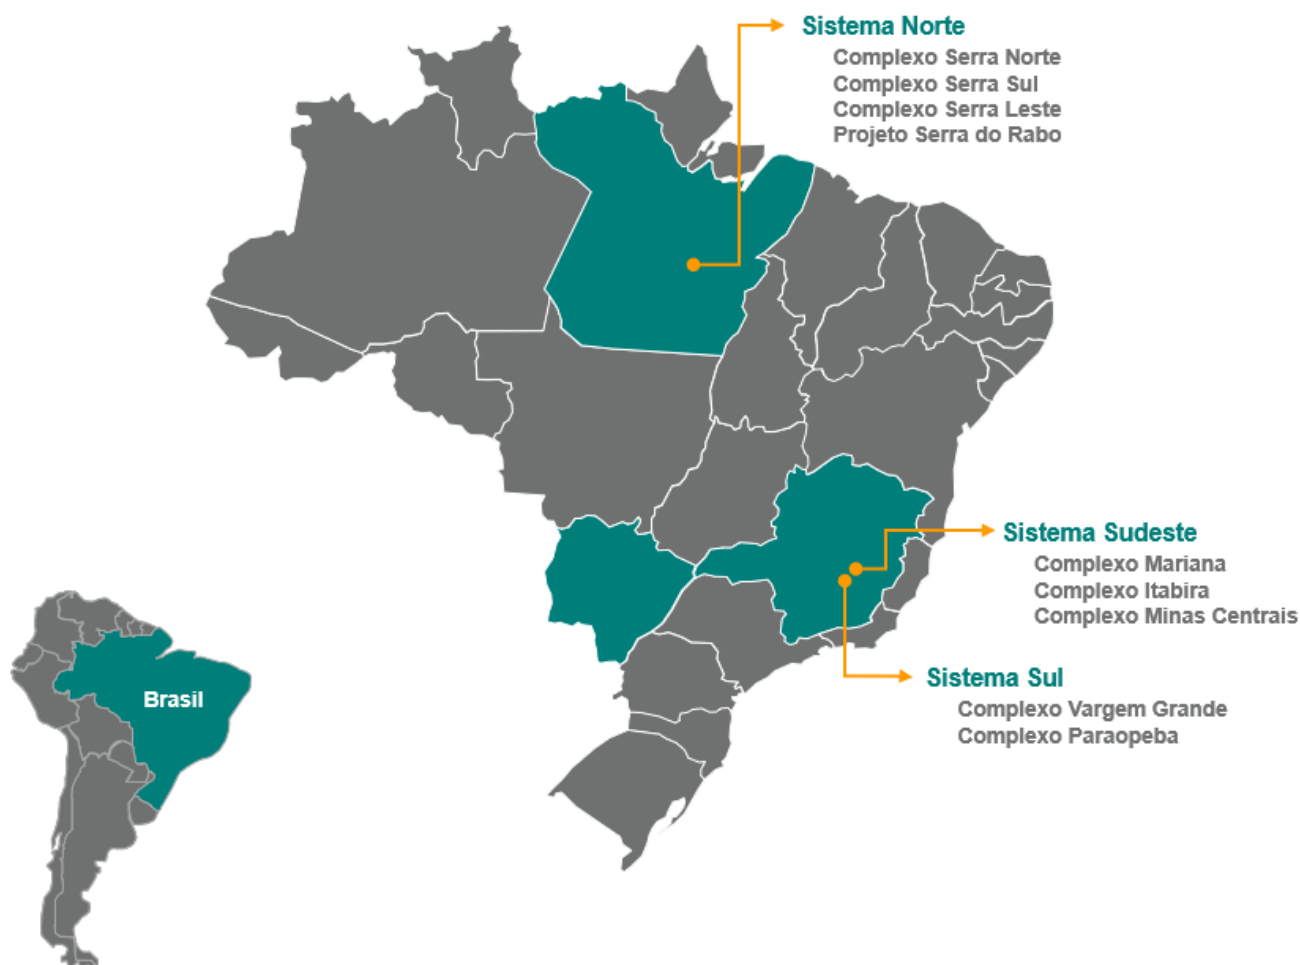 Sistema Norte
Complexo Serra Norte
Complexo Serra Sul
Complexo Serra Leste
Projeto Serra do Rabo
Sistema Sudeste
Complexo Mariana
Complexo Itabira
Complexo Minas Centrais
Sistema Sul
Complexo Vargem Grande
Complexo Paraopeba
Brasil